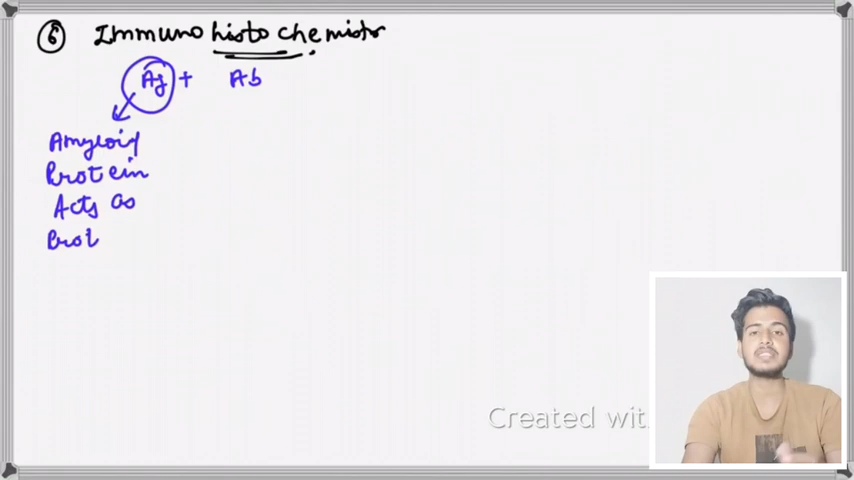 6 Immuno histo chemistr
Ag + Ab
Amyloid
Protein
Acts as
Prot
Created wit